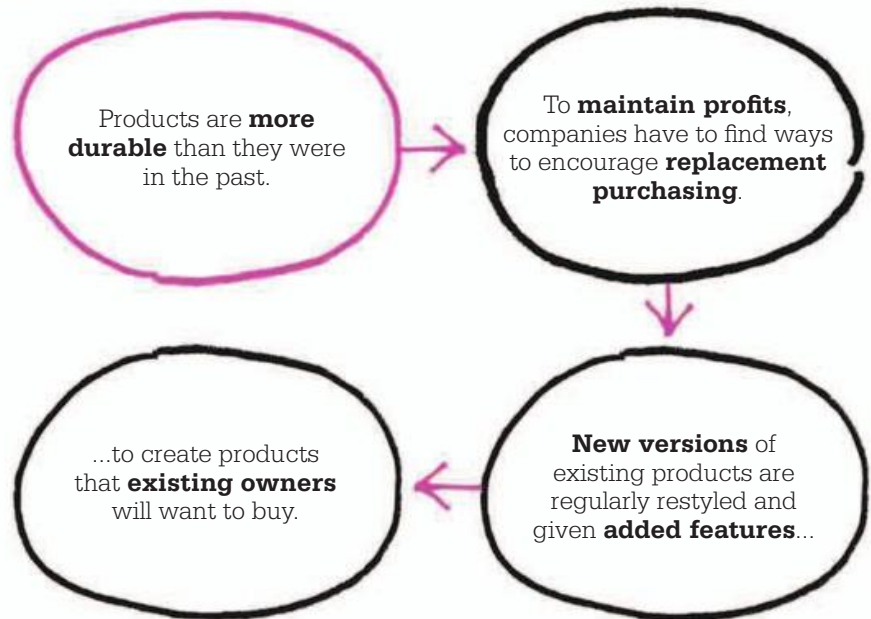 Products are more
durable than they were
in the past.
To maintain profits,
companies have to find ways
to encourage replacement
purchasing.
New versions of
existing products are
regularly restyled and
given added features...
...to create products
that existing owners
will want to buy.